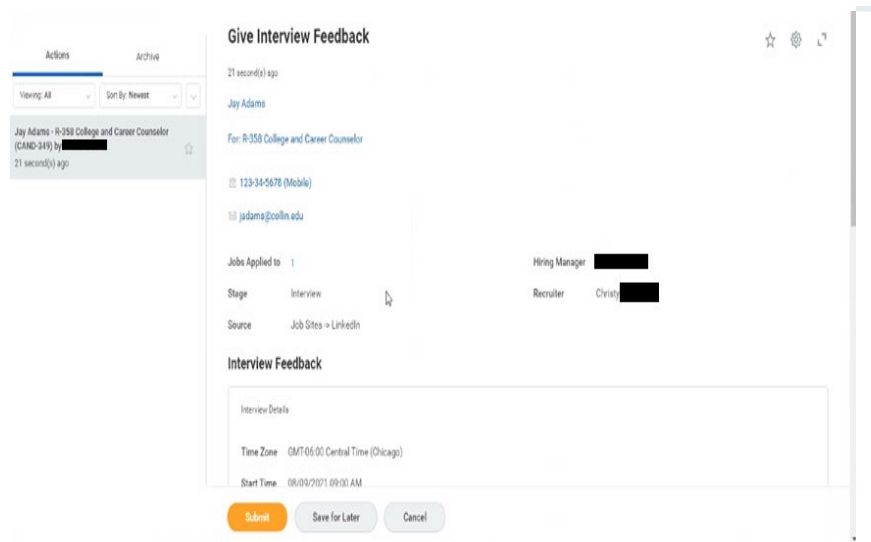 Actions Archive
Viewing: All Sort By: Newest
Jay Adams - R-358 College and Career Counselor
(CAND-349) by
21 second(s) ago
Give Interview Feedback
21 second(s) ago
Jay Adams
For: R-358 College and Career Counselor
123-34-5678 (Mobile)
jadams@collin.edu
Jobs Applied to 1 Hiring Manager
Stage Interview Recruiter Christy
Source Job Sites -> LinkedIn
Interview Feedback
Interview Details
Time Zone GMT-06:00 Central Time (Chicago)
Start Time 08/09/2021 09:00 AM
Submit Save for Later Cancel